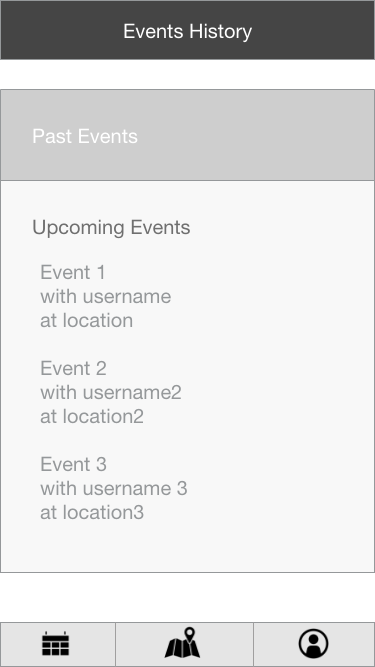 Events History
Past Events
Upcoming Events
Event 1
with username
at location
Event 2
with username2
at location2
Event 3
with username 3
at location3